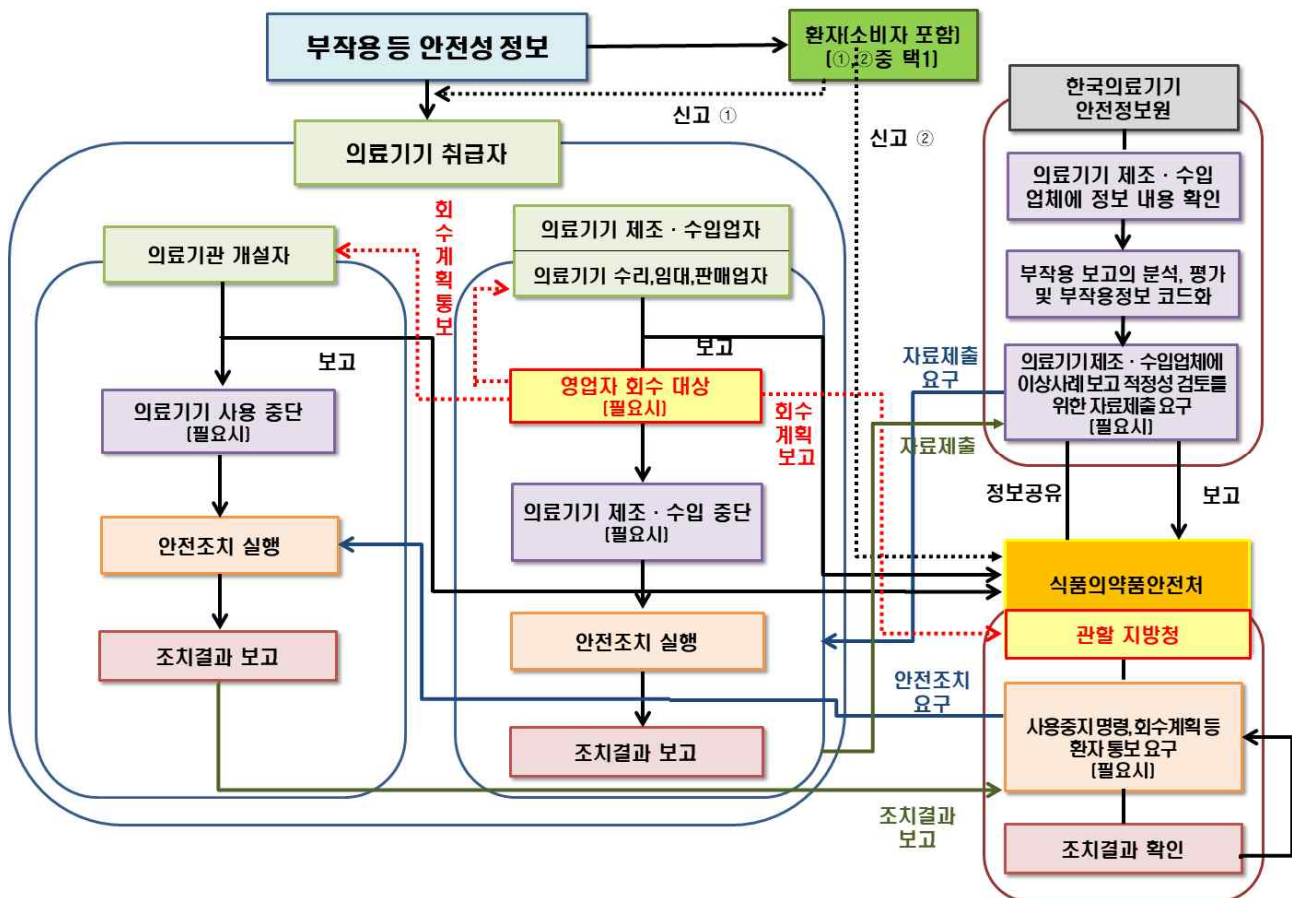 부작용 등 안전성 정보
환자(소비자 포함)
(①,②중 택1)
신고 ①
신고 ②
의료기기 취급자
회
수
계
획
통
보
의료기관 개설자
보고
의료기기 사용 중단
(필요시)
안전조치 실행
조치결과 보고
의료기기 제조 · 수입업자
의료기기 수리,임대,판매업자
보고
영업자 회수 대상
(필요시)
회수
계획
보고
의료기기 제조 · 수입 중단
(필요시)
안전조치 실행
조치결과 보고
자료제출
요구
자료제출
안전조치
요구
조치결과
보고
한국의료기기
안전정보원
의료기기 제조 · 수입
업체에 정보 내용 확인
부작용 보고의 분석, 평가
및 부작용정보 코드화
의료기기 제조 · 수입업체에
이상사례 보고 적정성 검토를
위한 자료제출 요구
(필요시)
정보공유
보고
식품의약품안전처
관할 지방청
사용중지 명령,회수계획 등
환자 통보 요구
(필요시)
조치결과 확인